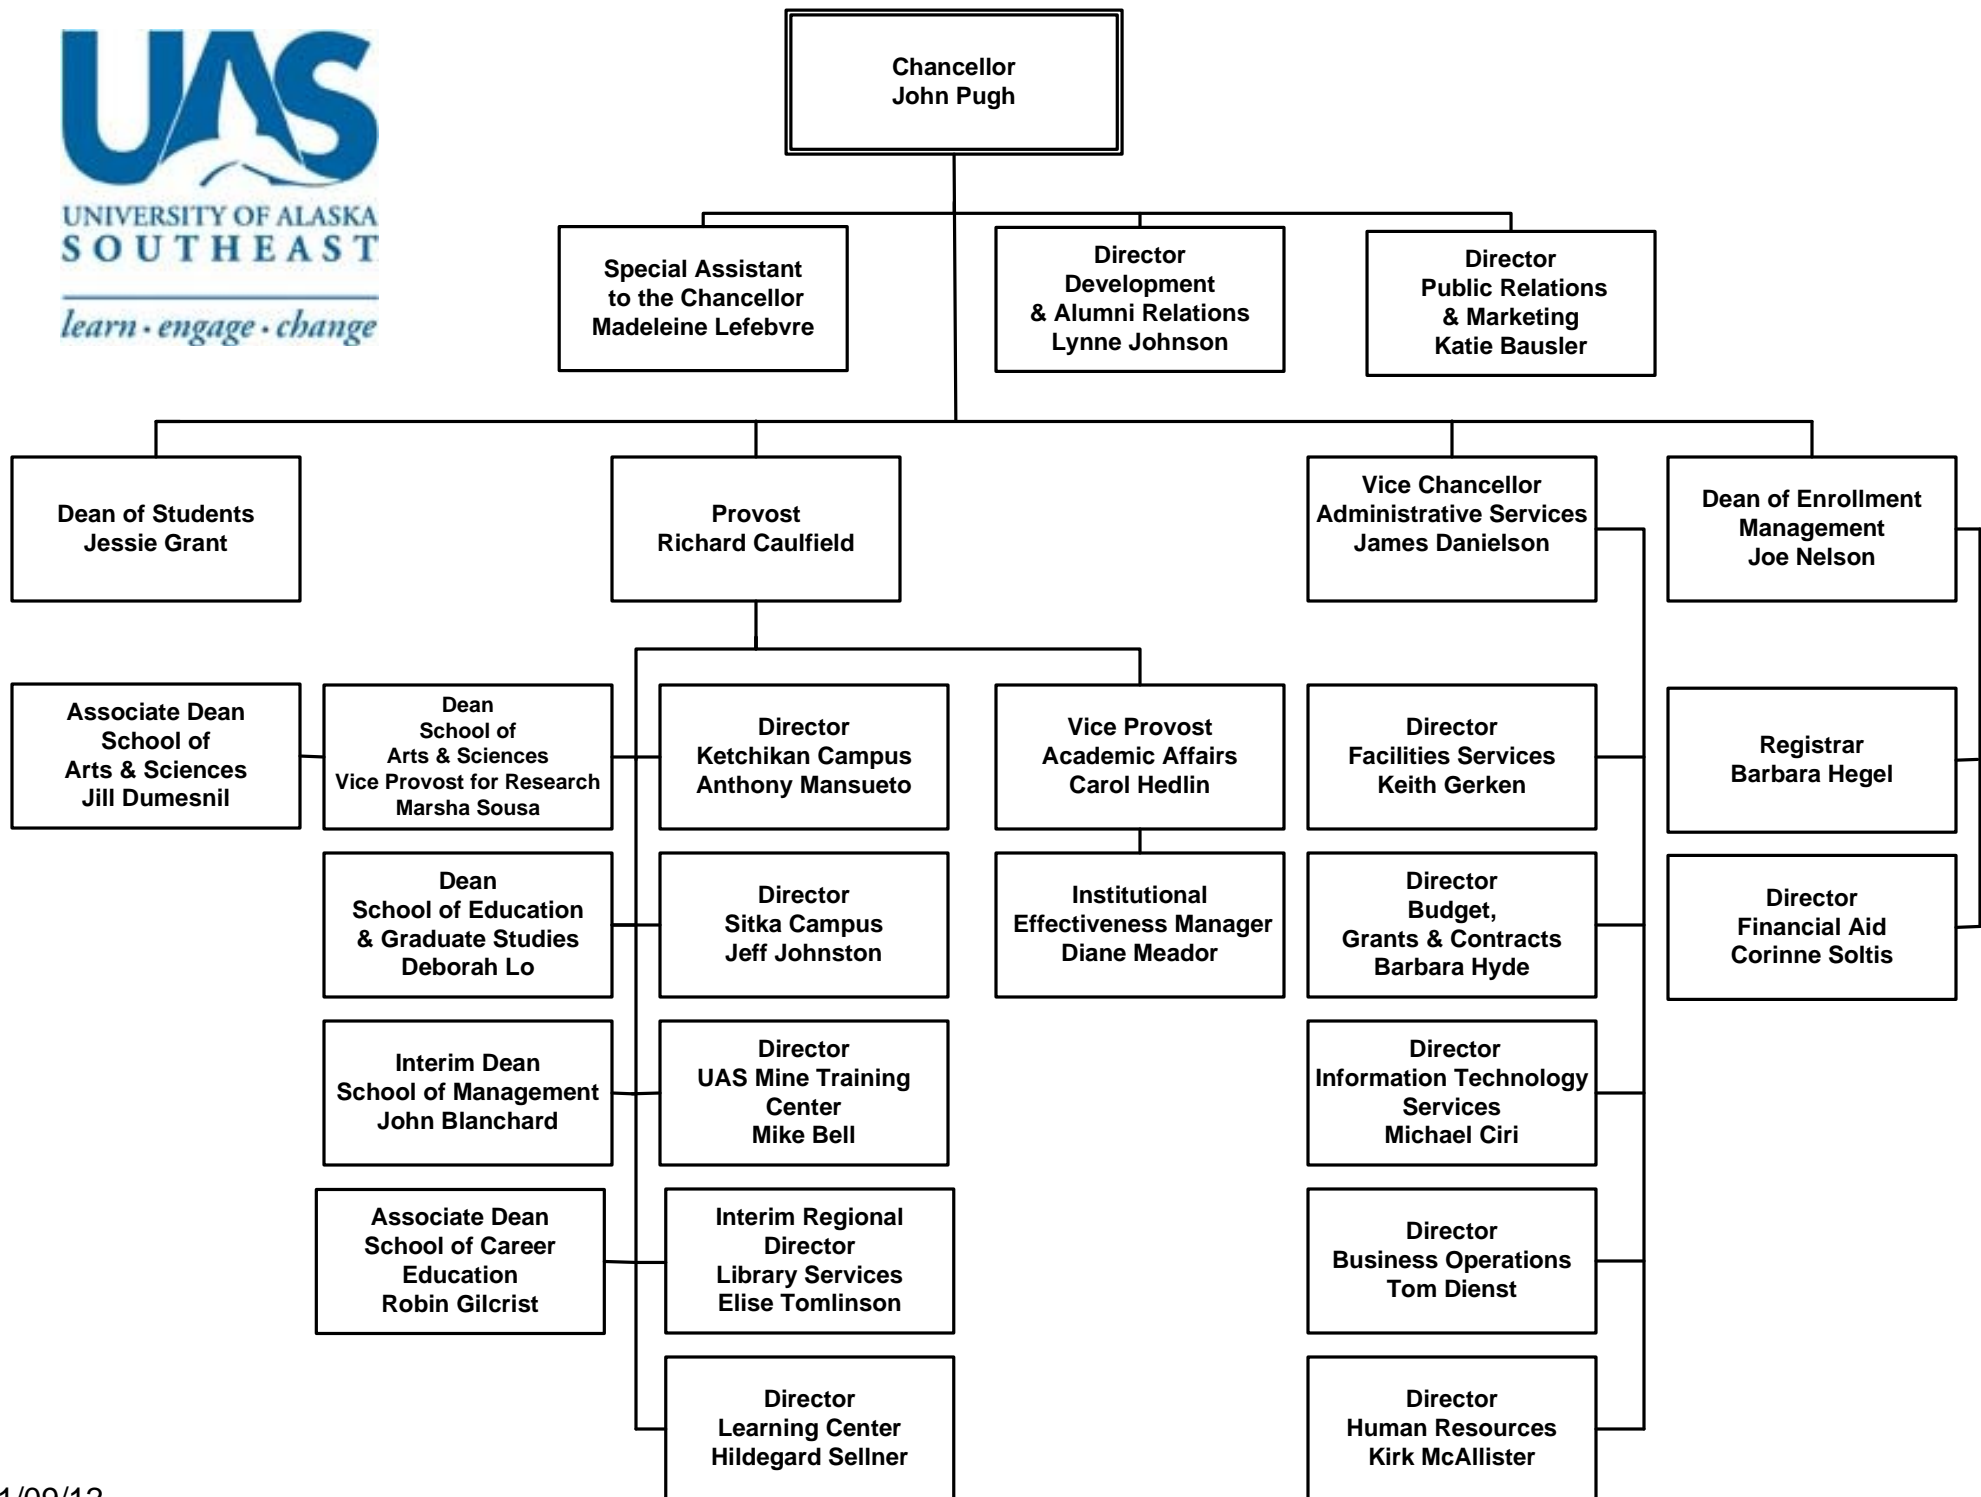 UAS
UNIVERSITY OF ALASKA
SOUTHEAST
learn · engage · change
Chancellor
John Pugh
Special Assistant
to the Chancellor
Madeleine Lefebvre
Director
Development
& Alumni Relations
Lynne Johnson
Director
Public Relations
& Marketing
Katie Bausler
Dean of Students
Jessie Grant
Provost
Richard Caulfield
Vice Chancellor
Administrative Services
James Danielson
Dean of Enrollment
Management
Joe Nelson
Associate Dean
School of
Arts & Sciences
Jill Dumesnil
Dean
School of
Arts & Sciences
Vice Provost for Research
Marsha Sousa
Director
Ketchikan Campus
Anthony Mansueto
Vice Provost
Academic Affairs
Carol Hedlin
Director
Facilities Services
Keith Gerken
Registrar
Barbara Hegel
Dean
School of Education
& Graduate Studies
Deborah Lo
Director
Sitka Campus
Jeff Johnston
Institutional
Effectiveness Manager
Diane Meador
Director
Budget,
Grants & Contracts
Barbara Hyde
Director
Financial Aid
Corinne Soltis
Interim Dean
School of Management
John Blanchard
Director
UAS Mine Training
Center
Mike Bell
Director
Information Technology
Services
Michael Ciri
Associate Dean
School of Career
Education
Robin Gilcrist
Interim Regional
Director
Library Services
Elise Tomlinson
Director
Business Operations
Tom Dienst
Director
Learning Center
Hildegard Sellner
Director
Human Resources
Kirk McAllister